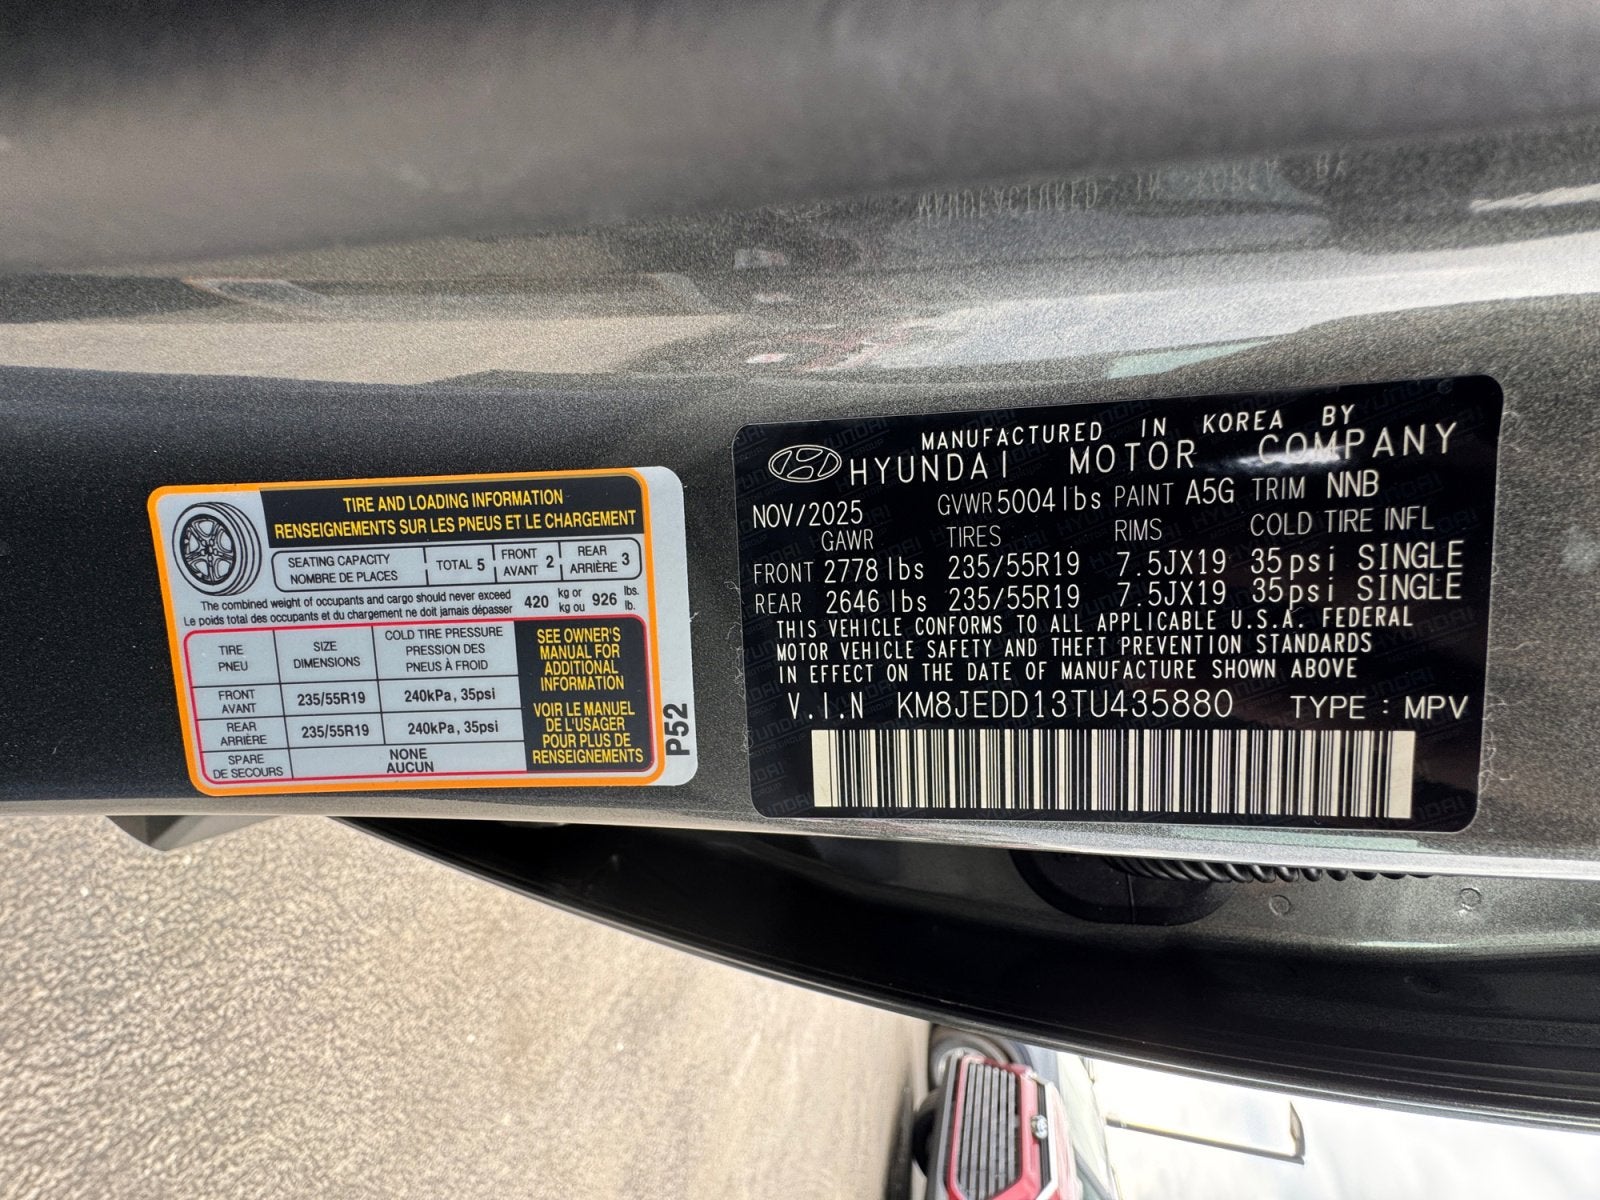 TIRE AND LOADING INFORMATION
RENSEIGNEMENTS SUR LES PNEUS ET LE CHARGEMENT
SEATING CAPACITY
NOMBRE DE PLACES
TOTAL 5
FRONT
AVANT 2
REAR
ARRIÈRE 3
The combined weight of occupants and cargo should never exceed
Le poids total des occupants et du chargement ne doit jamais dépasser
420 kg or
kg ou 926 lbs.
lb.
TIRE
PNEU
SIZE
DIMENSIONS
COLD TIRE PRESSURE
PRESSION DES
PNEUS À FROID
FRONT
AVANT
235/55R19
240kPa, 35psi
REAR
ARRIÈRE
235/55R19
240kPa, 35psi
SPARE
DE SECOURS
NONE
AUCUN
SEE OWNER'S
MANUAL FOR
ADDITIONAL
INFORMATION
VOIR LE MANUEL
DE L'USAGER
POUR PLUS DE
RENSEIGNEMENTS
P52
MANUFACTURED IN KOREA BY
HYUNDAI MOTOR COMPANY
NOV/2025 GVWR 5004 lbs PAINT A5G TRIM NNB
GAWR TIRES RIMS COLD TIRE INFL
FRONT 2778 lbs 235/55R19 7.5JX19 35psi SINGLE
REAR 2646 lbs 235/55R19 7.5JX19 35psi SINGLE
THIS VEHICLE CONFORMS TO ALL APPLICABLE U.S.A. FEDERAL
MOTOR VEHICLE SAFETY AND THEFT PREVENTION STANDARDS
IN EFFECT ON THE DATE OF MANUFACTURE SHOWN ABOVE
V.I.N KM8JEDD13TU435880 TYPE : MPV